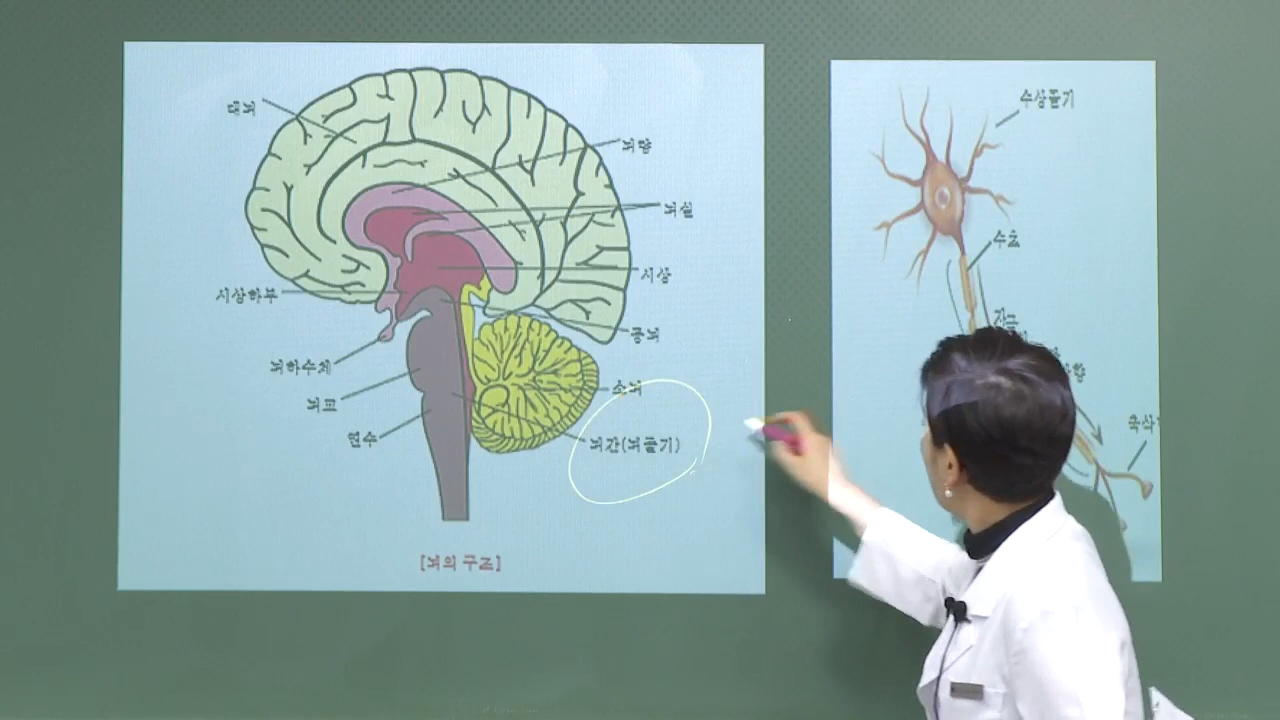 대뇌
뇌량
뇌실
시상
시상하부
중뇌
뇌하수체
소뇌
뇌교
연수
뇌간(뇌줄기)
[뇌의 구조]
수상돌기
수초